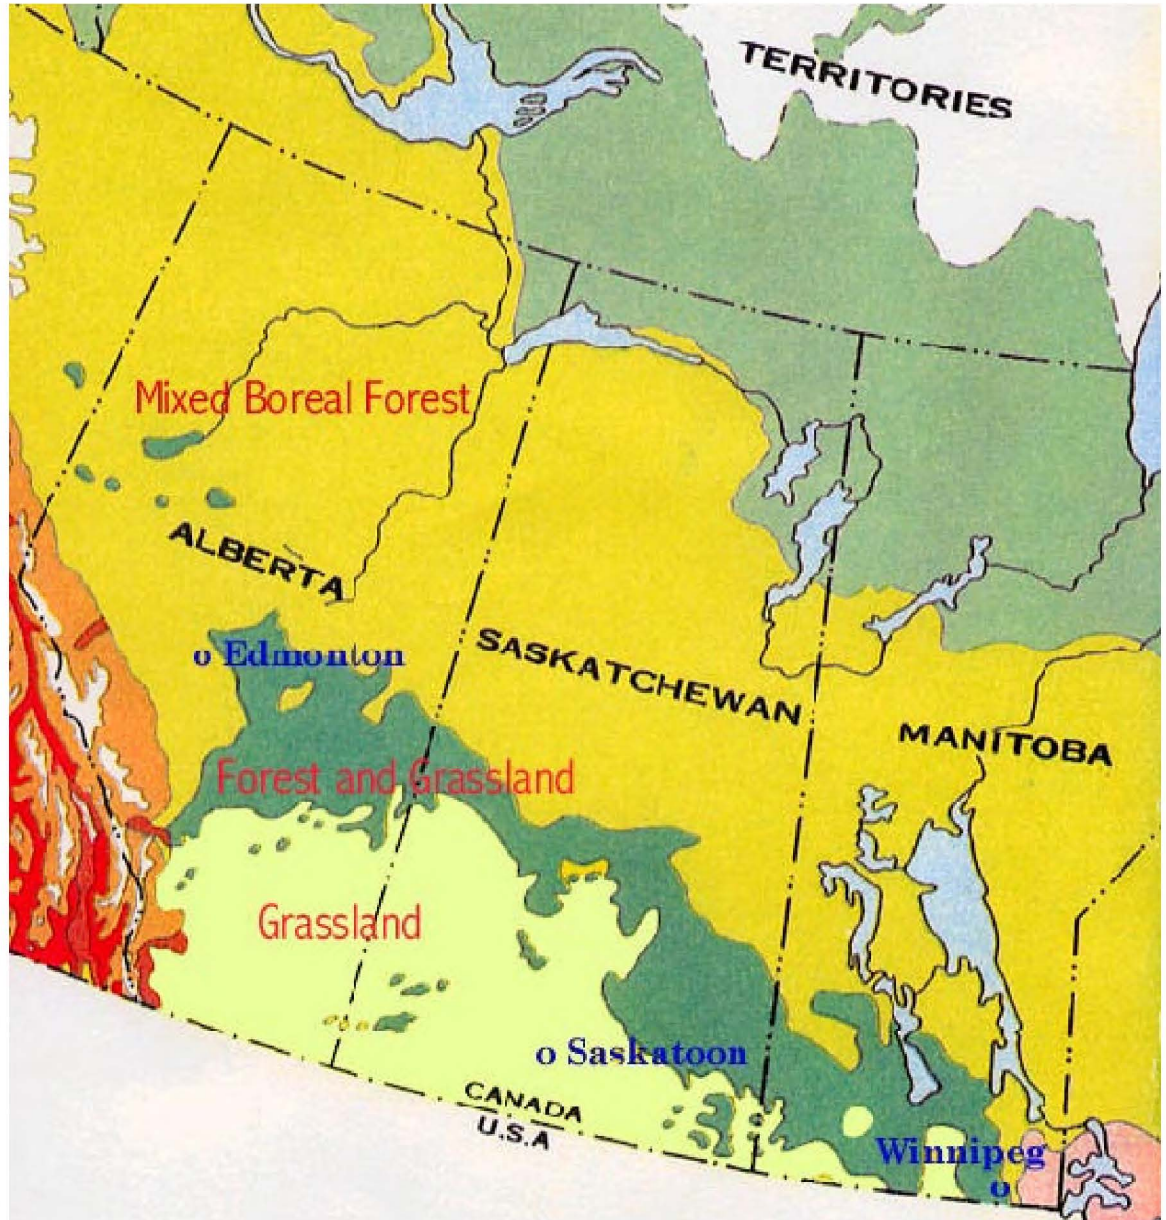 TERRITORIES
Mixed Boreal Forest
ALBERTA
o Edmonton
SASKATCHEWAN
MANITOBA
Forest and Grassland
Grassland
o Saskatoon
CANADA
U.S.A
Winnipeg
o